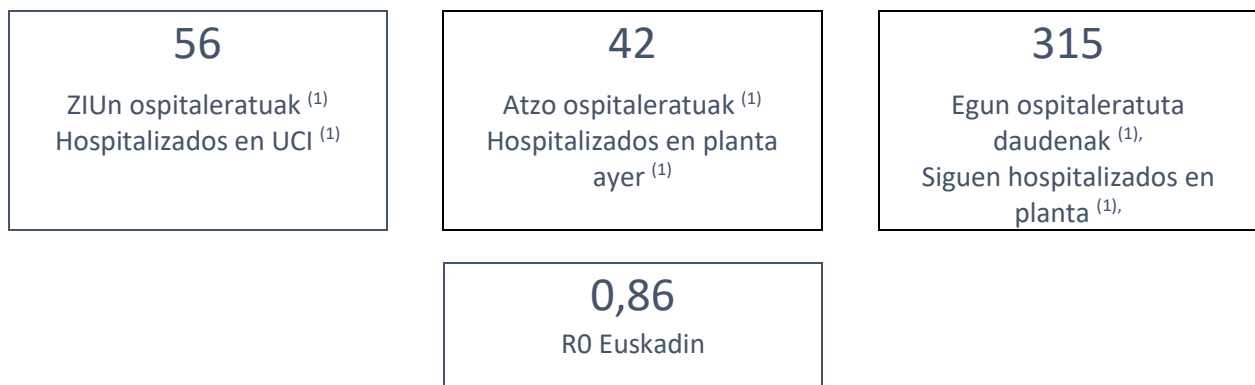 56
ZIUn ospitaleratuak (1)
Hospitalizados en UCI (1)
42
Atzo ospitaleratuak (1)
Hospitalizados en planta
ayer (1)
315
Egun ospitaleratuta
daudenak (1),
Siguen hospitalizados en
planta (1),
0,86
R0 Euskadin